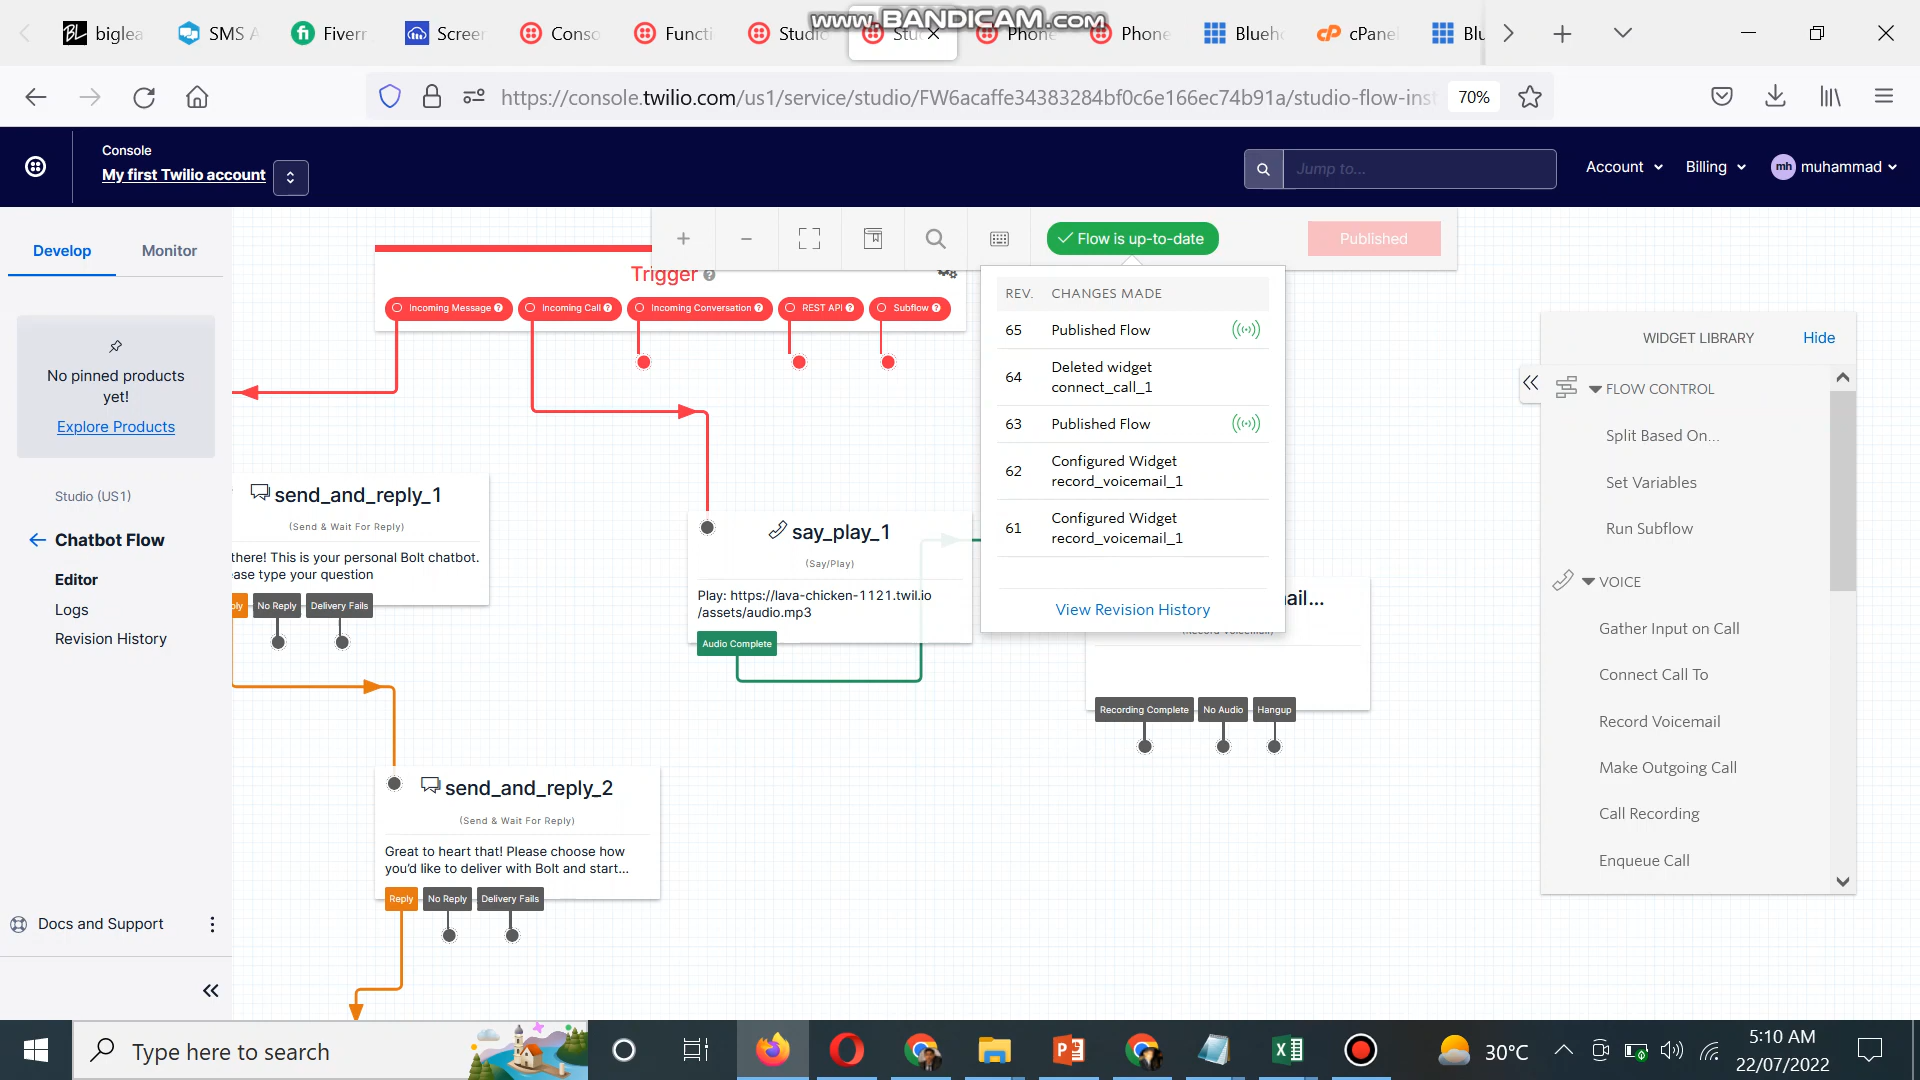 www.BANDICAM.com
biglea
SMS A
Fiverr
Screen
Conso
Functi
Studio
Phone
Phone
Blueho
cPanel
Blu
https://console.twilio.com/us1/service/studio/FW6acaffe34383284bf0c6e166ec74b91a/studio-flow-inst
70%
Console
My first Twilio account
Jump to...
Account
Billing
mh
muhammad
Develop
Monitor
No pinned products
yet!
Explore Products
Studio (US1)
Chatbot Flow
Editor
Logs
Revision History
Docs and Support
Flow is up-to-date
Published
Trigger
Incoming Message
Incoming Call
Incoming Conversation
REST API
Subflow
REV. CHANGES MADE
65 Published Flow
64 Deleted widget
connect_call_1
63 Published Flow
62 Configured Widget
record_voicemail_1
61 Configured Widget
record_voicemail_1
View Revision History
send_and_reply_1
(Send & Wait For Reply)
there! This is your personal Bolt chatbot.
ase type your question
ply
No Reply
Delivery Fails
say_play_1
(Say/Play)
Play: https://lava-chicken-1121.twil.io
/assets/audio.mp3
Audio Complete
ail...
(Record Voicemail)
Recording Complete
No Audio
Hangup
send_and_reply_2
(Send & Wait For Reply)
Great to heart that! Please choose how
you'd like to deliver with Bolt and start...
Reply
No Reply
Delivery Fails
WIDGET LIBRARY
Hide
FLOW CONTROL
Split Based On...
Set Variables
Run Subflow
VOICE
Gather Input on Call
Connect Call To
Record Voicemail
Make Outgoing Call
Call Recording
Enqueue Call
Type here to search
30°C
5:10 AM
22/07/2022